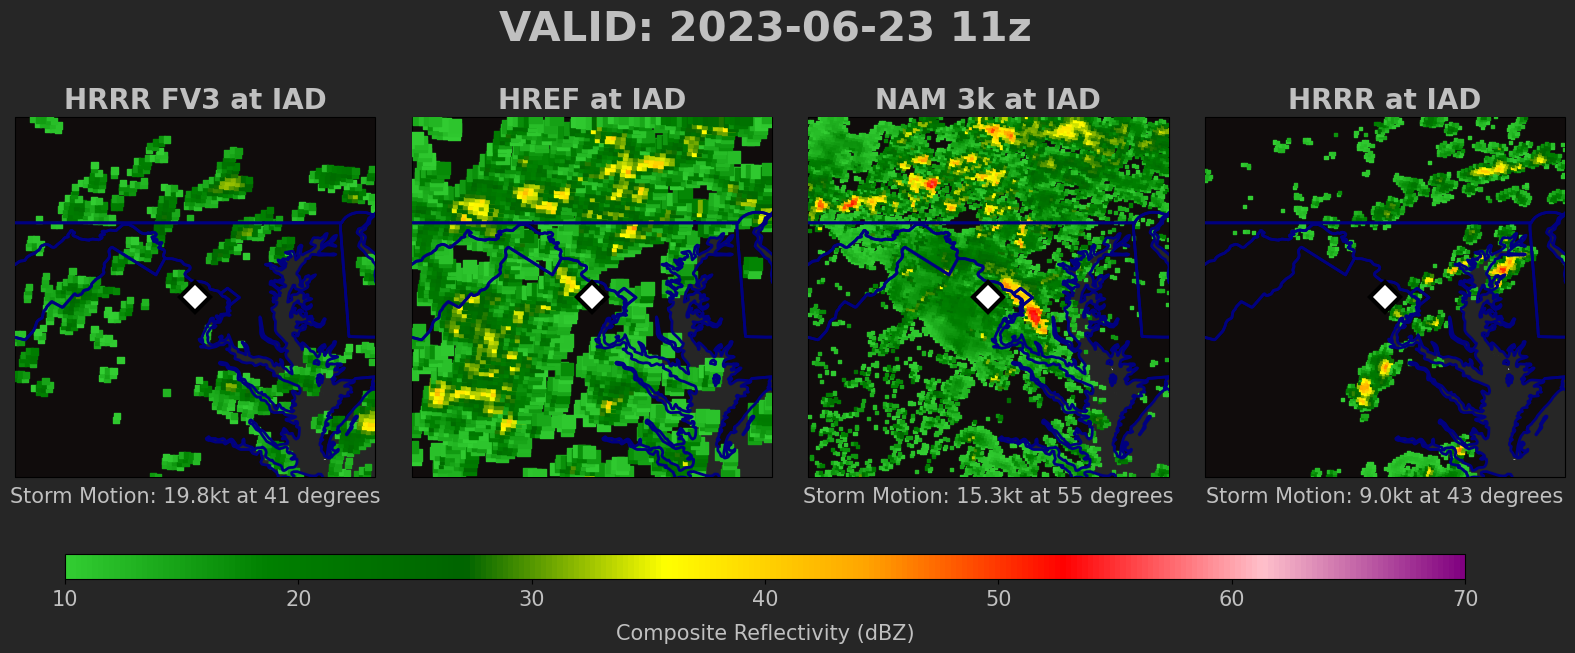 VALID: 2023-06-23 11z
HRRR FV3 at IAD
HREF at IAD
NAM 3k at IAD
HRRR at IAD
Storm Motion: 19.8kt at 41 degrees
Storm Motion: 15.3kt at 55 degrees
Storm Motion: 9.0kt at 43 degrees
10 20 30 40 50 60 70
Composite Reflectivity (dBZ)